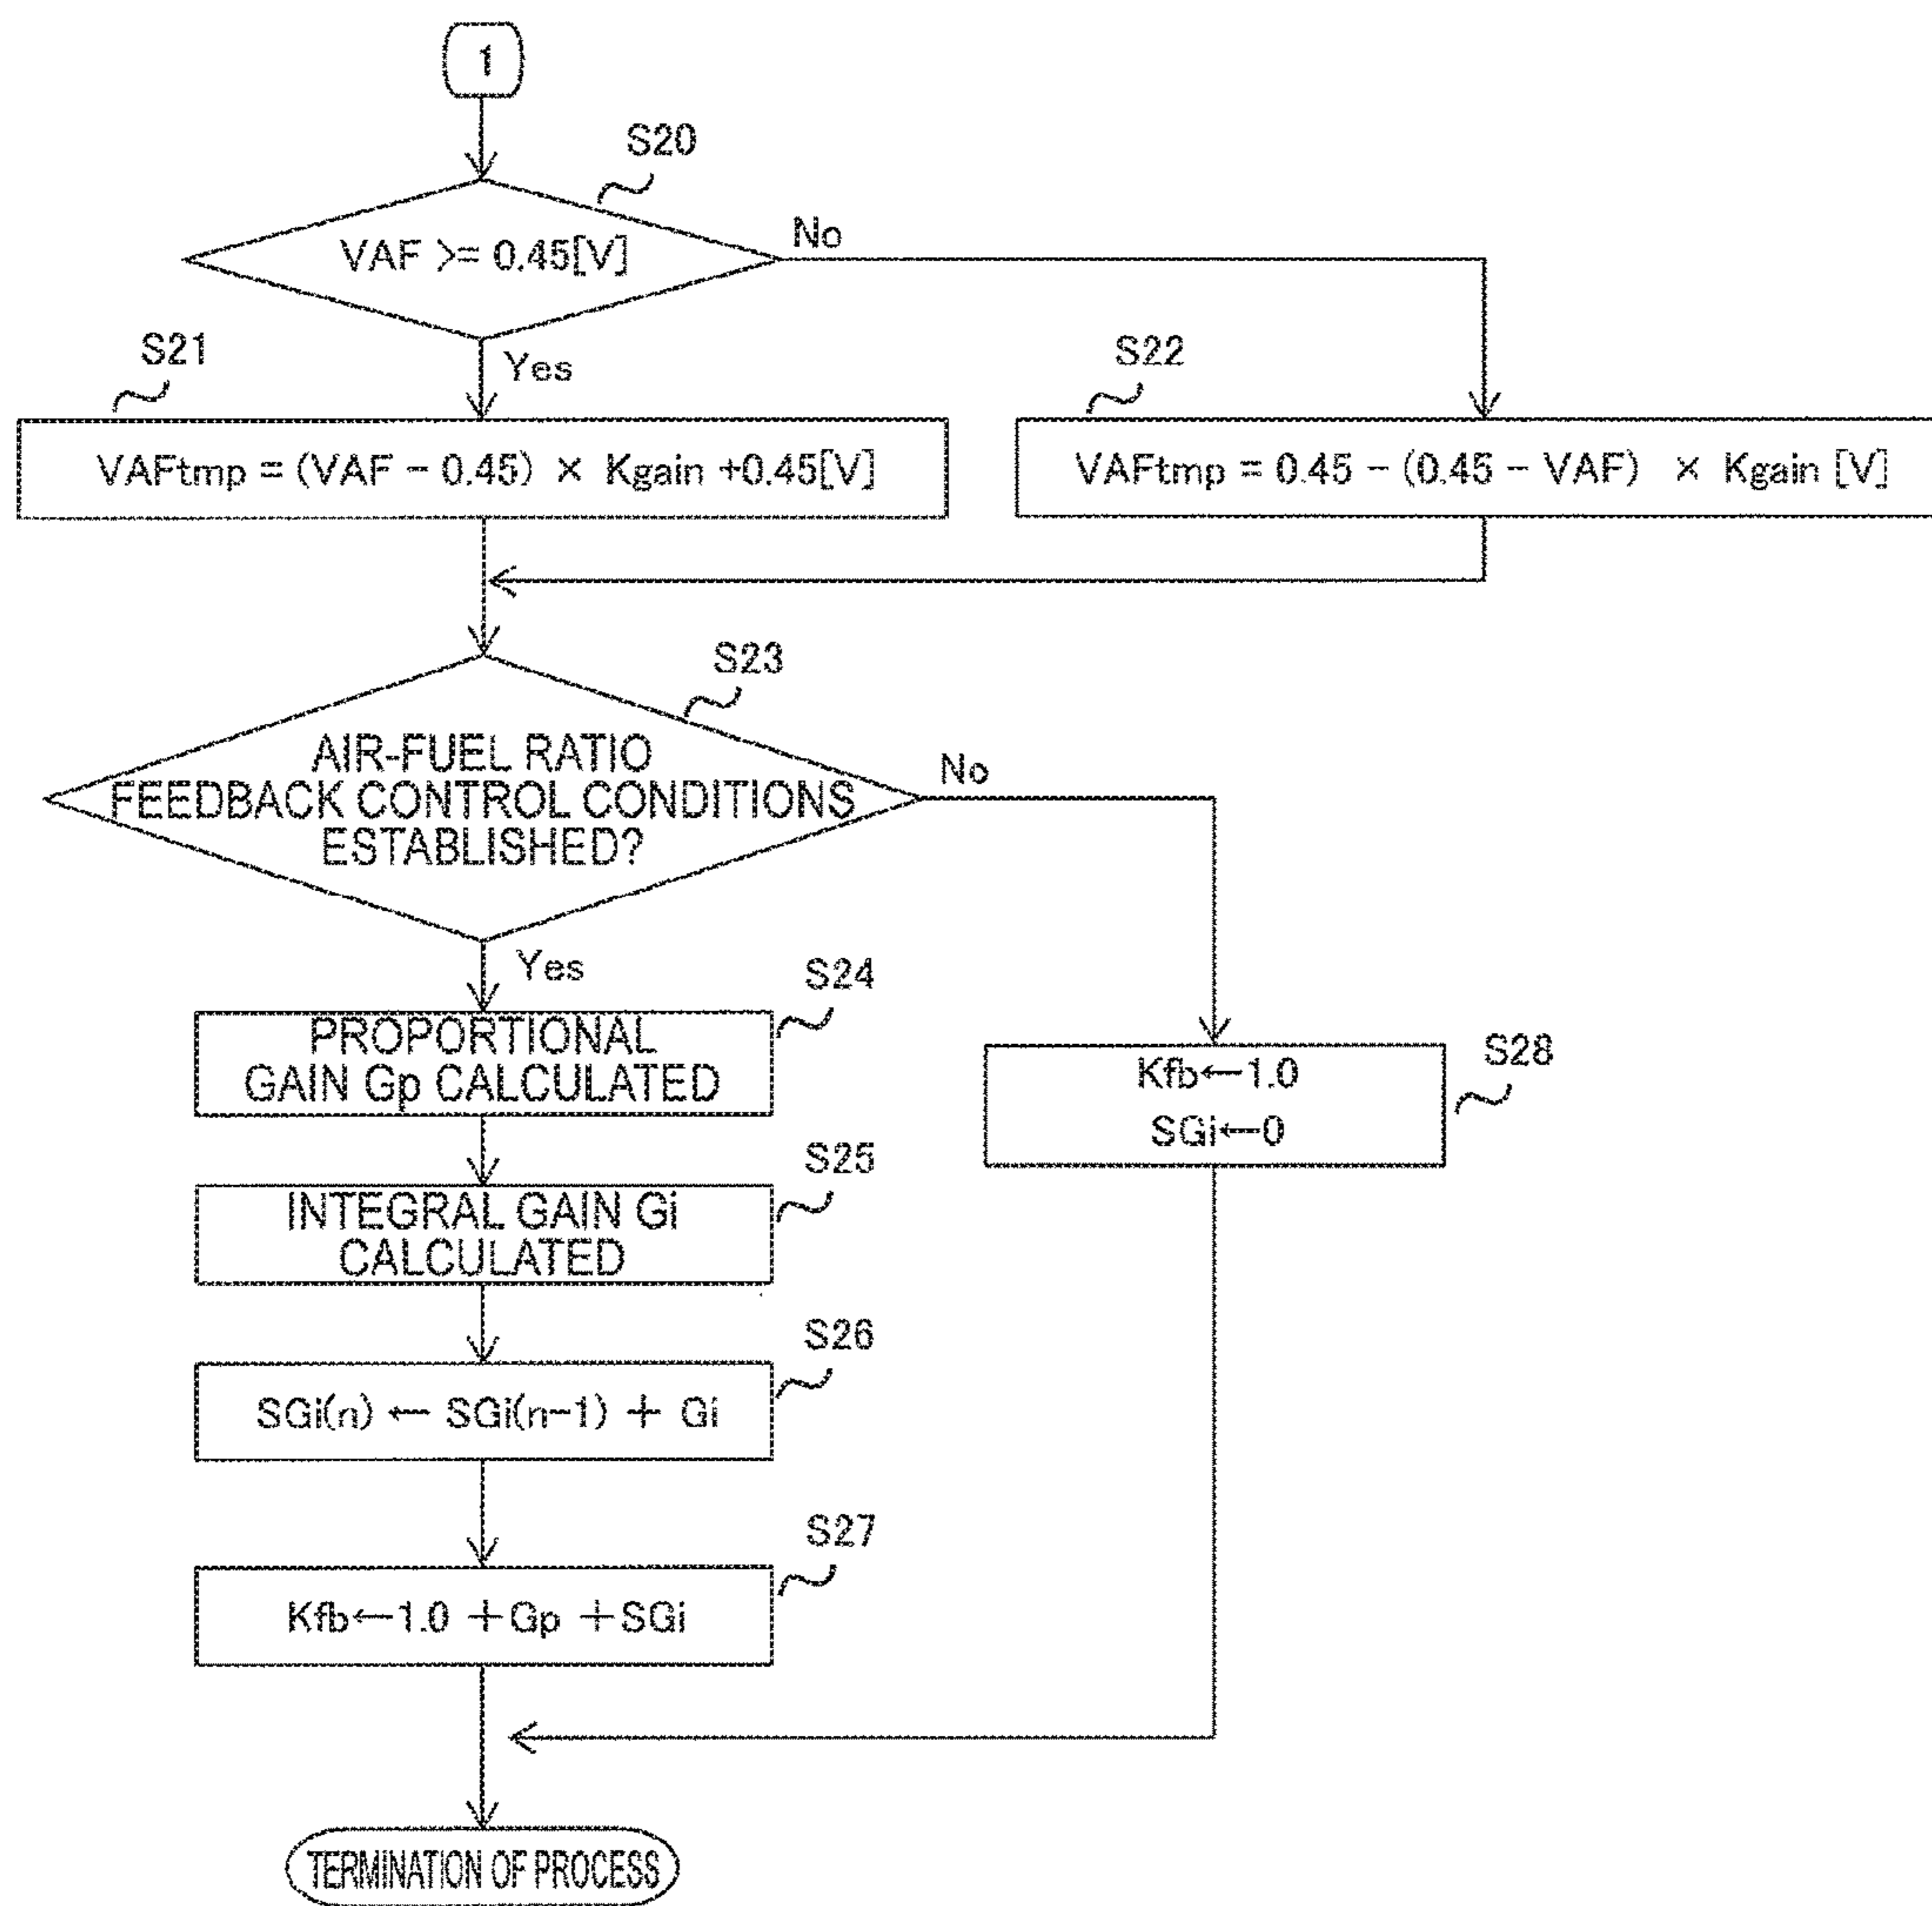 1
S20
VAF >= 0.45[V]
No
Yes
S21
VAFtmp = (VAF - 0.45) × Kgain +0.45[V]
S22
VAFtmp = 0.45 - (0.45 - VAF) × Kgain [V]
S23
AIR-FUEL RATIO
FEEDBACK CONTROL CONDITIONS
ESTABLISHED?
No
Yes
S24
PROPORTIONAL
GAIN Gp CALCULATED
S28
Kfb←1.0
SGi←0
S25
INTEGRAL GAIN Gi
CALCULATED
S26
SGi(n) ← SGi(n-1) + Gi
S27
Kfb←1.0 +Gp +SGi
TERMINATION OF PROCESS